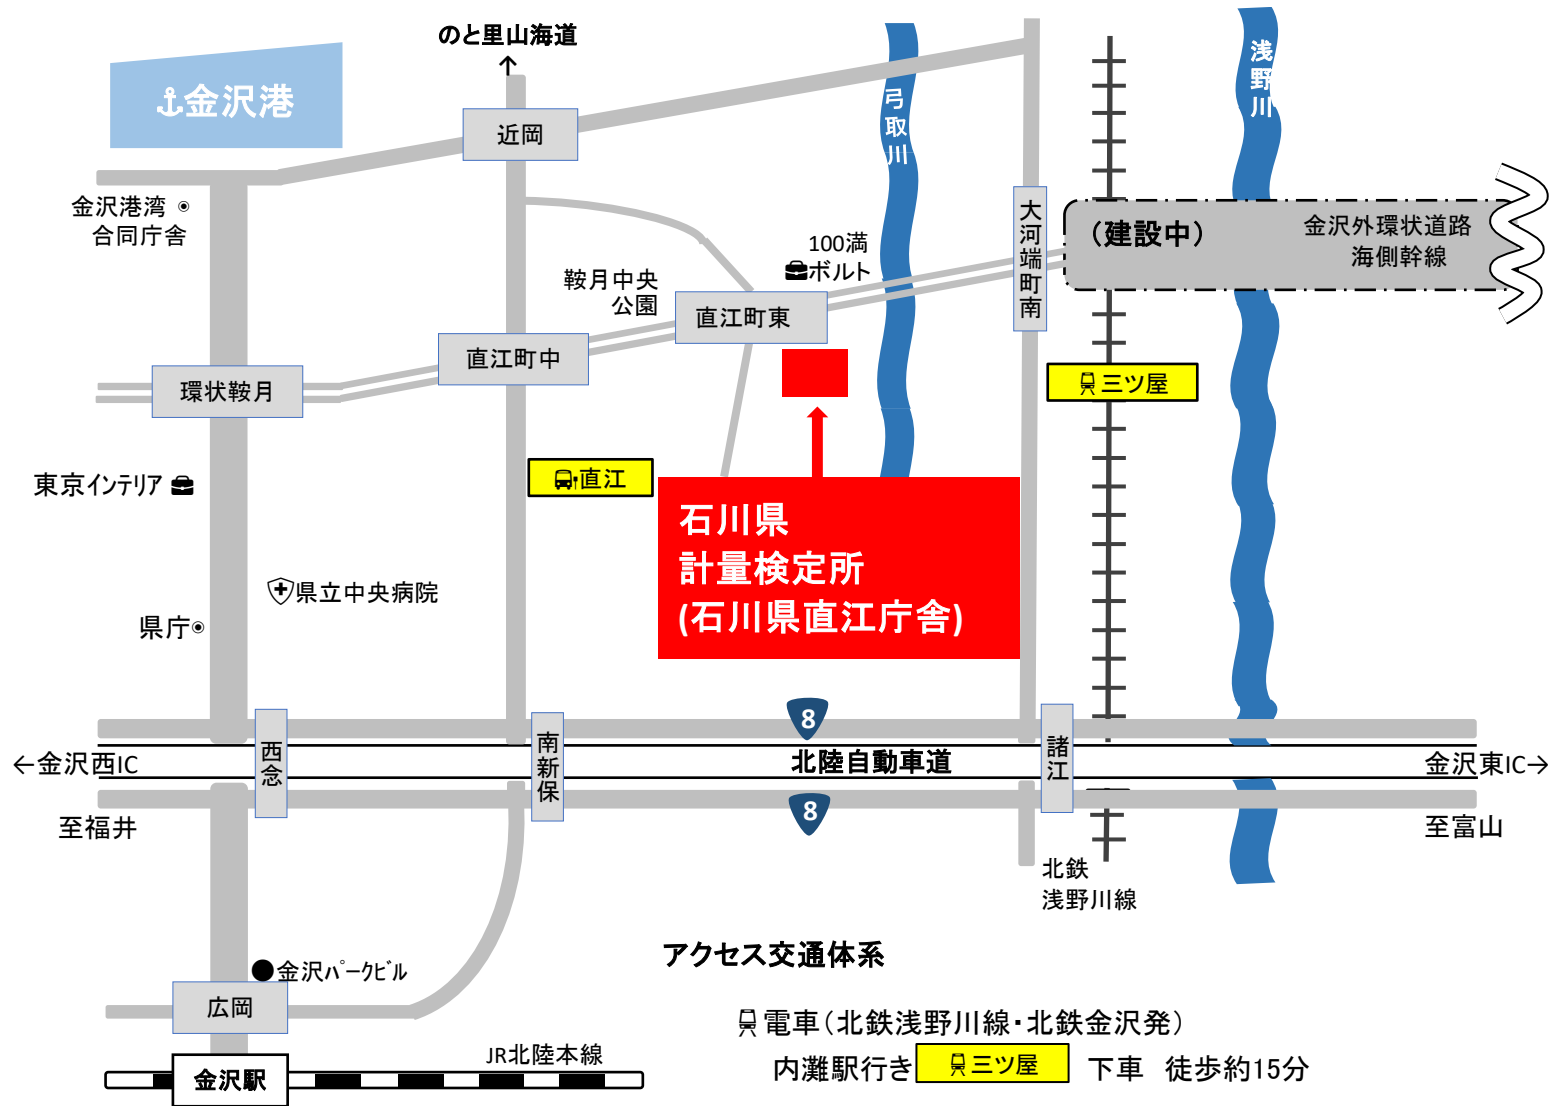 のと里山海道
⚓金沢港
浅野川
弓取川
近岡
金沢港湾
合同庁舎
大河端町南
(建設中)
金沢外環状道路
海側幹線
100満
ボルト
鞍月中央
公園
直江町東
直江町中
環状鞍月
三ツ屋
東京インテリア
直江
石川県
計量検定所
(石川県直江庁舎)
県立中央病院
県庁
8
西念
南新保
諸江
←金沢西IC
北陸自動車道
金沢東IC→
8
至福井
至富山
北鉄
浅野川線
アクセス交通体系
金沢パークビル
広岡
電車(北鉄浅野川線・北鉄金沢発)
JR北陸本線
金沢駅
内灘駅行き 三ツ屋 下車 徒歩約15分